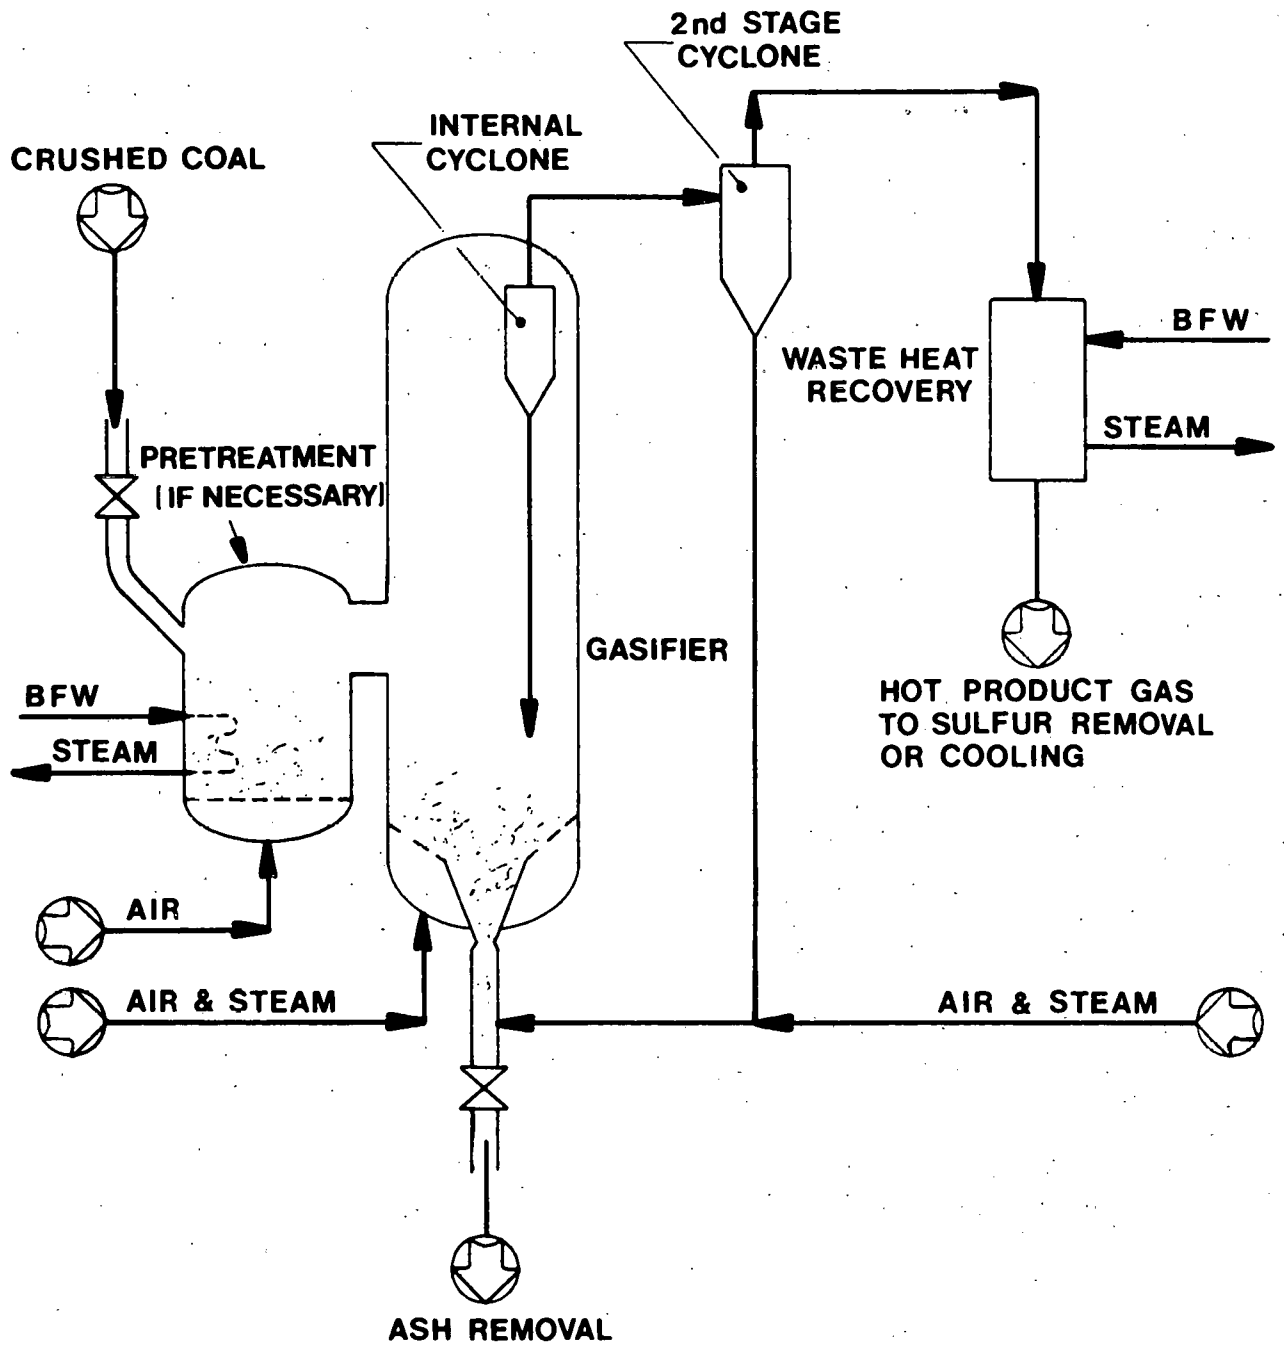 2nd STAGE
CYCLONE
INTERNAL
CYCLONE
CRUSHED COAL
BFW
WASTE HEAT
RECOVERY
STEAM
PRETREATMENT
(IF NECESSARY)
GASIFIER
BFW
STEAM
HOT PRODUCT GAS
TO SULFUR REMOVAL
OR COOLING
AIR
AIR & STEAM
AIR & STEAM
ASH REMOVAL